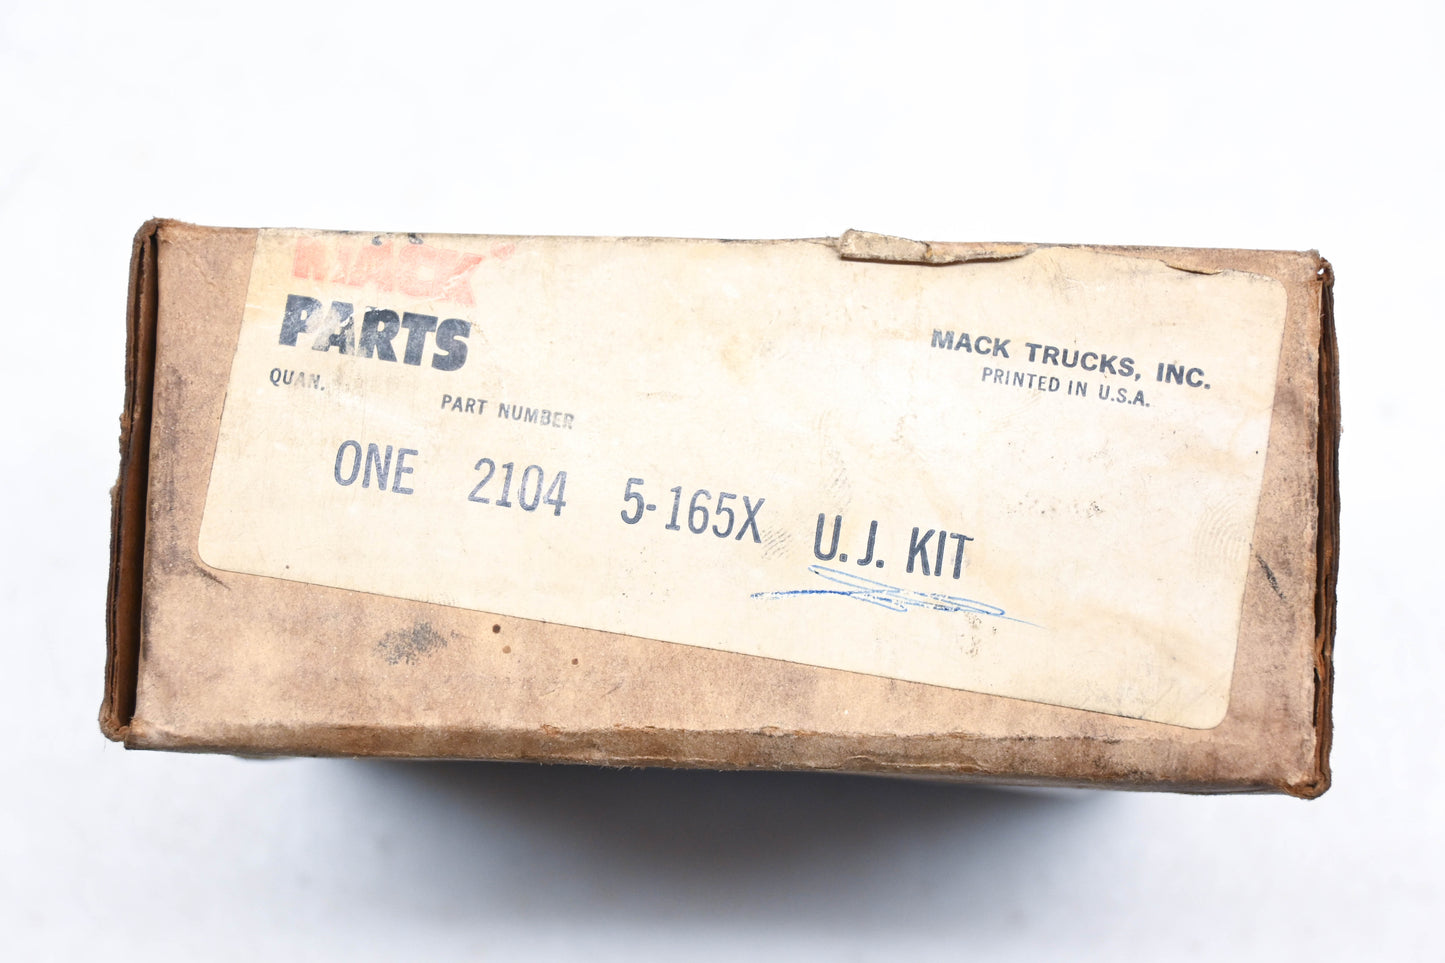 MACK
PARTS
MACK TRUCKS, INC.
PRINTED IN U.S.A.
QUAN.
PART NUMBER
ONE 2104 5-165X U.J. KIT